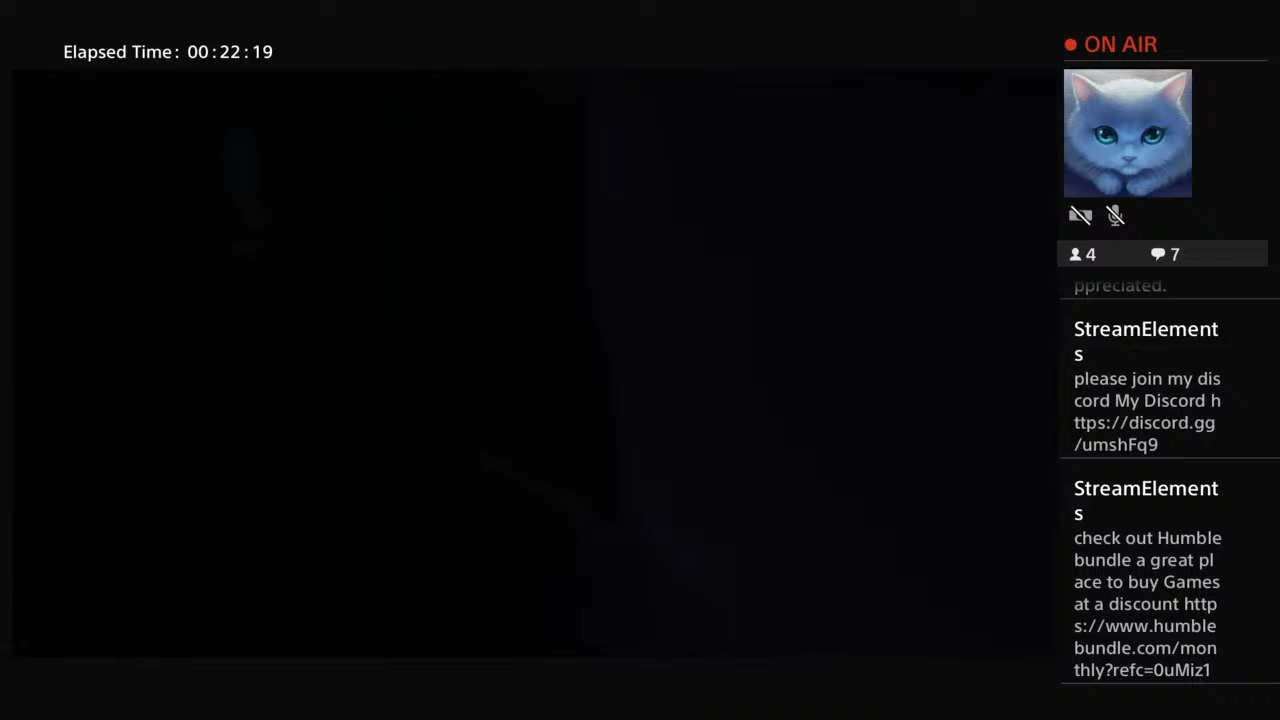 Elapsed Time: 00:22:19
ON AIR
4 7
ppreciated.
StreamElement
s
please join my dis
cord My Discord h
ttps://discord.gg
/umshFq9
StreamElement
s
check out Humble
bundle a great pl
ace to buy Games
at a discount http
s://www.humble
bundle.com/mon
thly?refc=0uMiz1